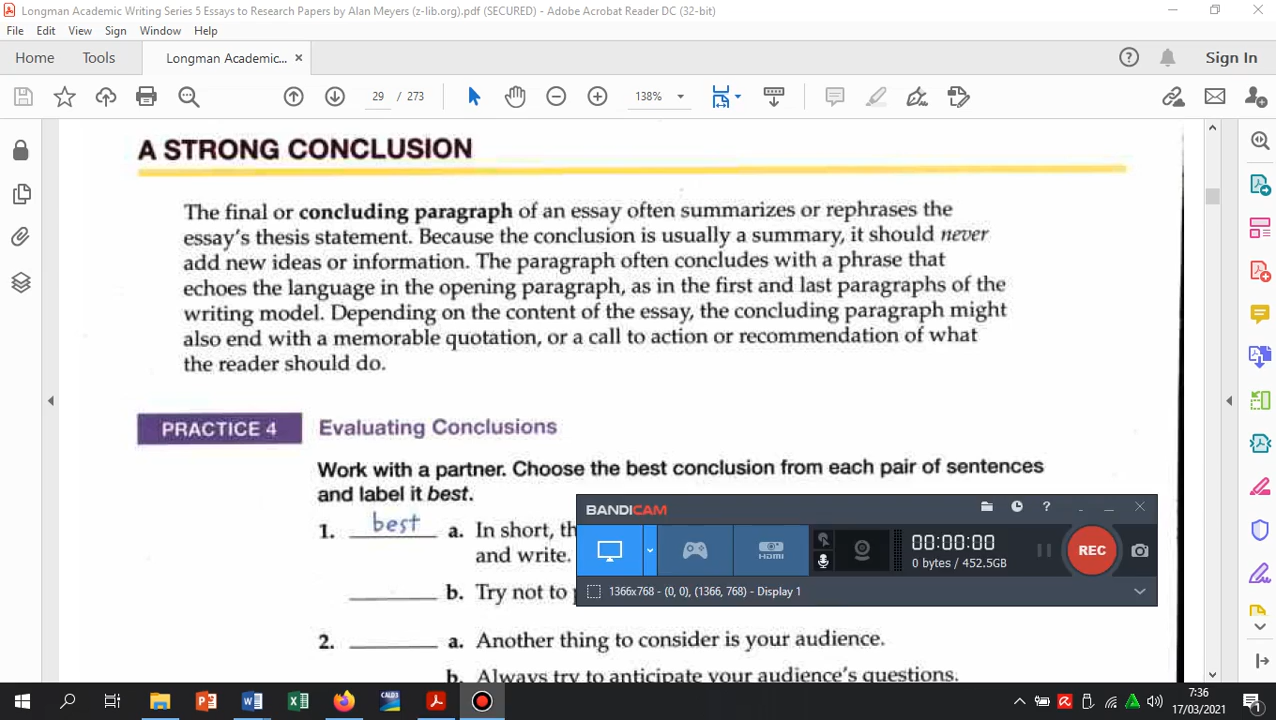 Longman Academic Writing Series 5 Essays to Research Papers by Alan Meyers (z-lib.org).pdf (SECURED) - Adobe Acrobat Reader DC (32-bit)
File Edit View Sign Window Help
Home Tools Longman Academic... × Sign In
29 / 273 138%
A STRONG CONCLUSION
The final or concluding paragraph of an essay often summarizes or rephrases the
essay's thesis statement. Because the conclusion is usually a summary, it should never
add new ideas or information. The paragraph often concludes with a phrase that
echoes the language in the opening paragraph, as in the first and last paragraphs of the
writing model. Depending on the content of the essay, the concluding paragraph might
also end with a memorable quotation, or a call to action or recommendation of what
the reader should do.
PRACTICE 4 Evaluating Conclusions
Work with a partner. Choose the best conclusion from each pair of sentences
and label it best.
1. best a. In short, th
and write.
b. Try not to
2. a. Another thing to consider is your audience.
b. Always try to anticipate your audience's questions.
BANDICAM
HDMI
00:00:00
0 bytes / 452.5GB
REC
1366x768 - (0, 0), (1366, 768) - Display 1
CALD3
7:36
17/03/2021
1